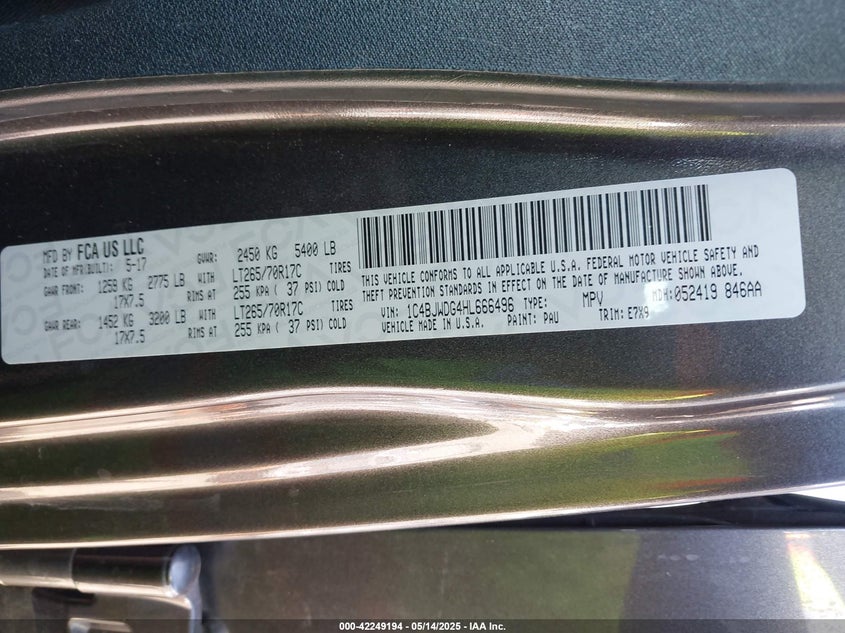 MFD BY FCA US LLC
DATE OF MFR(BUILT): 5-17 GVWR: 2450 KG 5400 LB
GAWR FRONT: 1259 KG 2775 LB WITH LT265/70R17C TIRES
17X7.5 RIMS AT 255 KPA ( 37 PSI) COLD
GAWR REAR: 1452 KG 3200 LB WITH LT265/70R17C TIRES
17X7.5 RIMS AT 255 KPA ( 37 PSI) COLD
THIS VEHICLE CONFORMS TO ALL APPLICABLE U.S.A. FEDERAL MOTOR VEHICLE SAFETY AND
THEFT PREVENTION STANDARDS IN EFFECT ON THE DATE OF MANUFACTURE SHOWN ABOVE.
VIN: 1C4BJWDG4HL666496 TYPE: MPV MDH:052419 846AA
MADE IN U.S.A. PAINT: PAU TRIM: E7X9
000-42249194 - 05/14/2025 - IAA Inc.